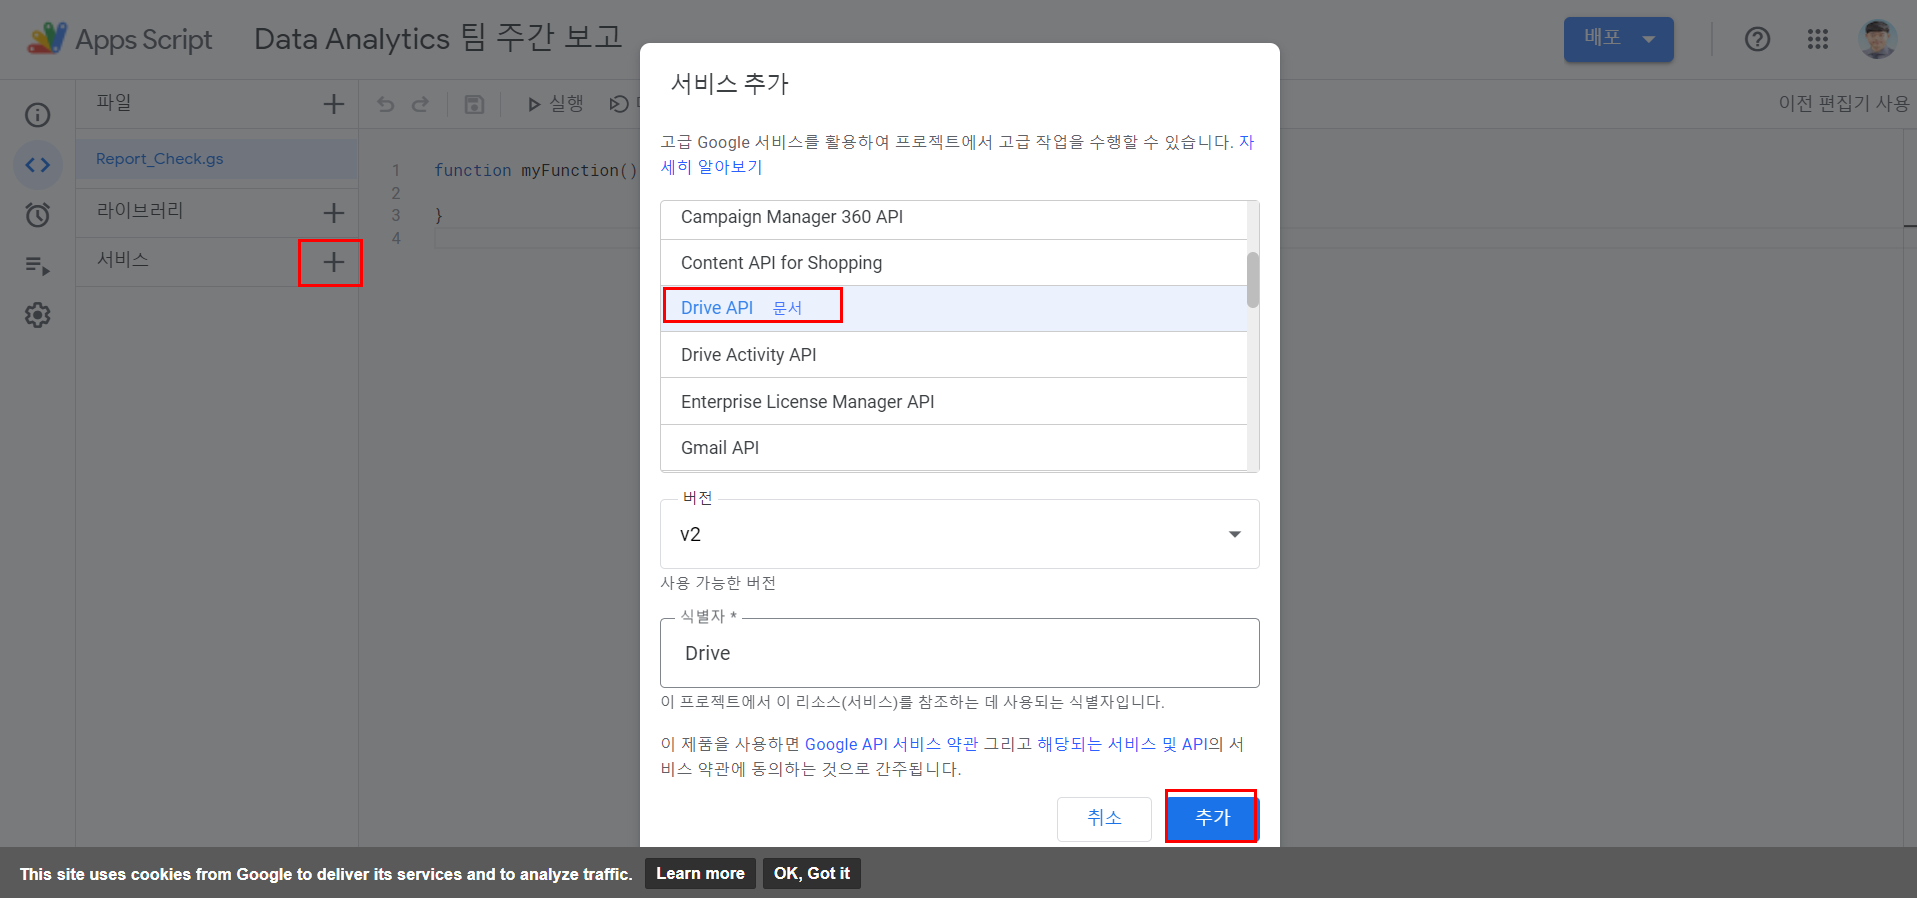 Apps Script
Data Analytics 팀 주간 보고
배포
파일
실행
이전 편집기 사용
Report_Check.gs
라이브러리
서비스
1 function myFunction()
2
3 }
4
서비스 추가
고급 Google 서비스를 활용하여 프로젝트에서 고급 작업을 수행할 수 있습니다. 자
세히 알아보기
Campaign Manager 360 API
Content API for Shopping
Drive API 문서
Drive Activity API
Enterprise License Manager API
Gmail API
버전
v2
사용 가능한 버전
식별자 *
Drive
이 프로젝트에서 이 리소스(서비스)를 참조하는 데 사용되는 식별자입니다.
이 제품을 사용하면 Google API 서비스 약관 그리고 해당되는 서비스 및 API의 서
비스 약관에 동의하는 것으로 간주됩니다.
취소
추가
This site uses cookies from Google to deliver its services and to analyze traffic.
Learn more
OK, Got it